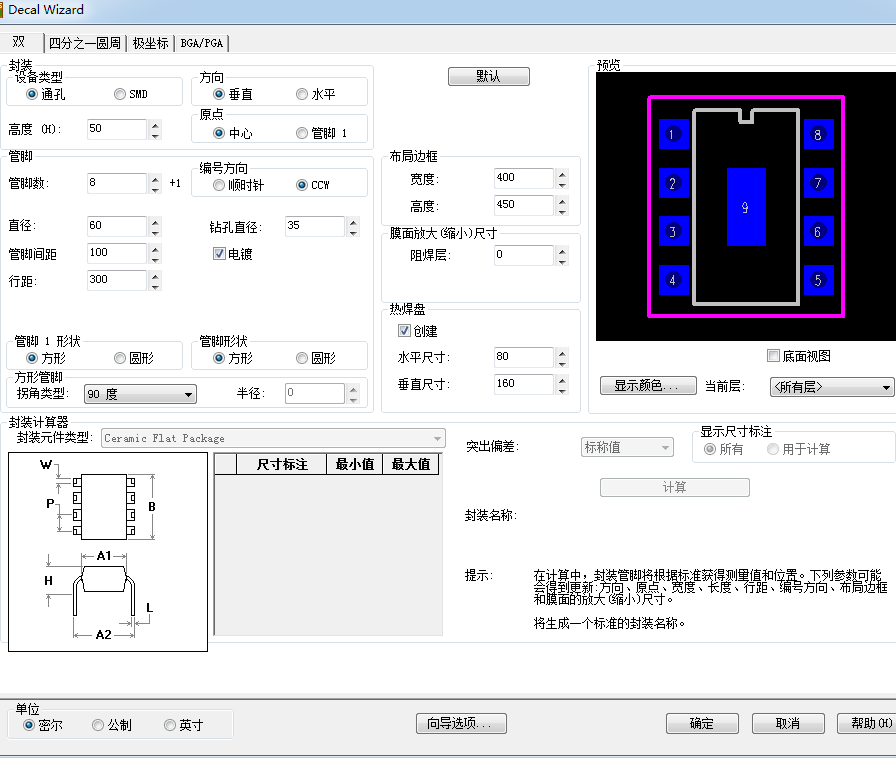 Decal Wizard
双 四分之一圆周 极坐标 BGA/PGA
封装
设备类型
通孔 SMD
方向
垂直 水平
默认
预览
高度 (H): 50
原点
中心 管脚 1
管脚
管脚数: 8 +1
编号方向
顺时针 CCW
直径: 60
钻孔直径: 35
管脚间距 100
电镀
行距: 300
管脚 1 形状
方形 圆形
管脚形状
方形 圆形
方形管脚
拐角类型: 90 度 半径: 0
布局边框
宽度: 400
高度: 450
膜面放大(缩小)尺寸
阻焊层: 0
热焊盘
创建
水平尺寸: 80
垂直尺寸: 160
1 8
2 7
9
3 6
4 5
底面视图
显示颜色... 当前层: <所有层>
封装计算器
封装元件类型: Ceramic Flat Package
W
P
B
A1
H
L
A2
尺寸标注 最小值 最大值
突出偏差: 标称值
显示尺寸标注
所有 用于计算
计算
封装名称:
提示: 在计算中，封装管脚将根据标准获得测量值和位置。下列参数可能
会得到更新:方向、原点、宽度、长度、行距、编号方向、布局边框
和膜面的放大(缩小)尺寸。
将生成一个标准的封装名称。
单位
密尔 公制 英寸
向导选项... 确定 取消 帮助(H)